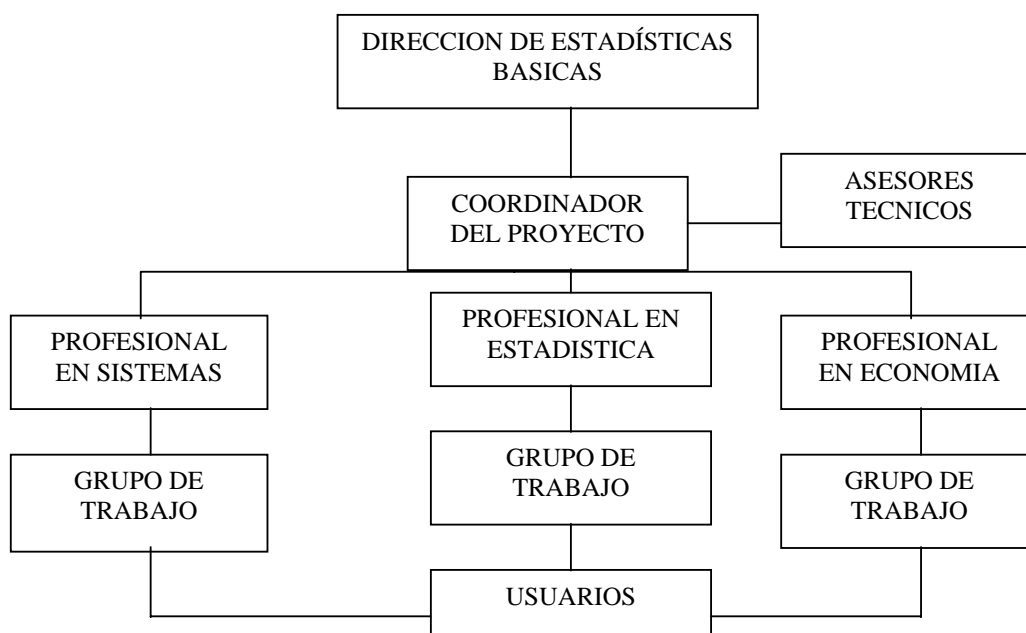 DIRECCION DE ESTADÍSTICAS
BASICAS
COORDINADOR
DEL PROYECTO
ASESORES
TECNICOS
PROFESIONAL
EN SISTEMAS
PROFESIONAL EN
ESTADISTICA
PROFESIONAL
EN ECONOMIA
GRUPO DE
TRABAJO
GRUPO DE
TRABAJO
GRUPO DE
TRABAJO
USUARIOS